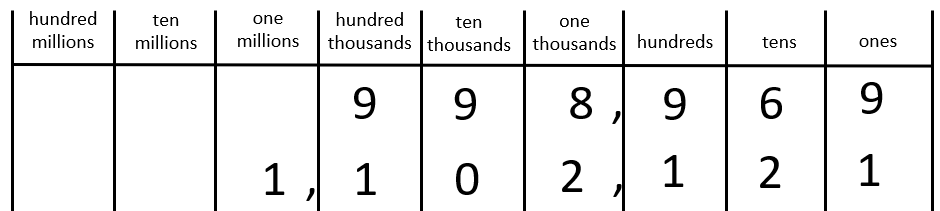 hundred millions ten millions one millions hundred thousands ten thousands one thousands hundreds tens ones
9 9 8 , 9 6 9
1 , 1 0 2 , 1 2 1